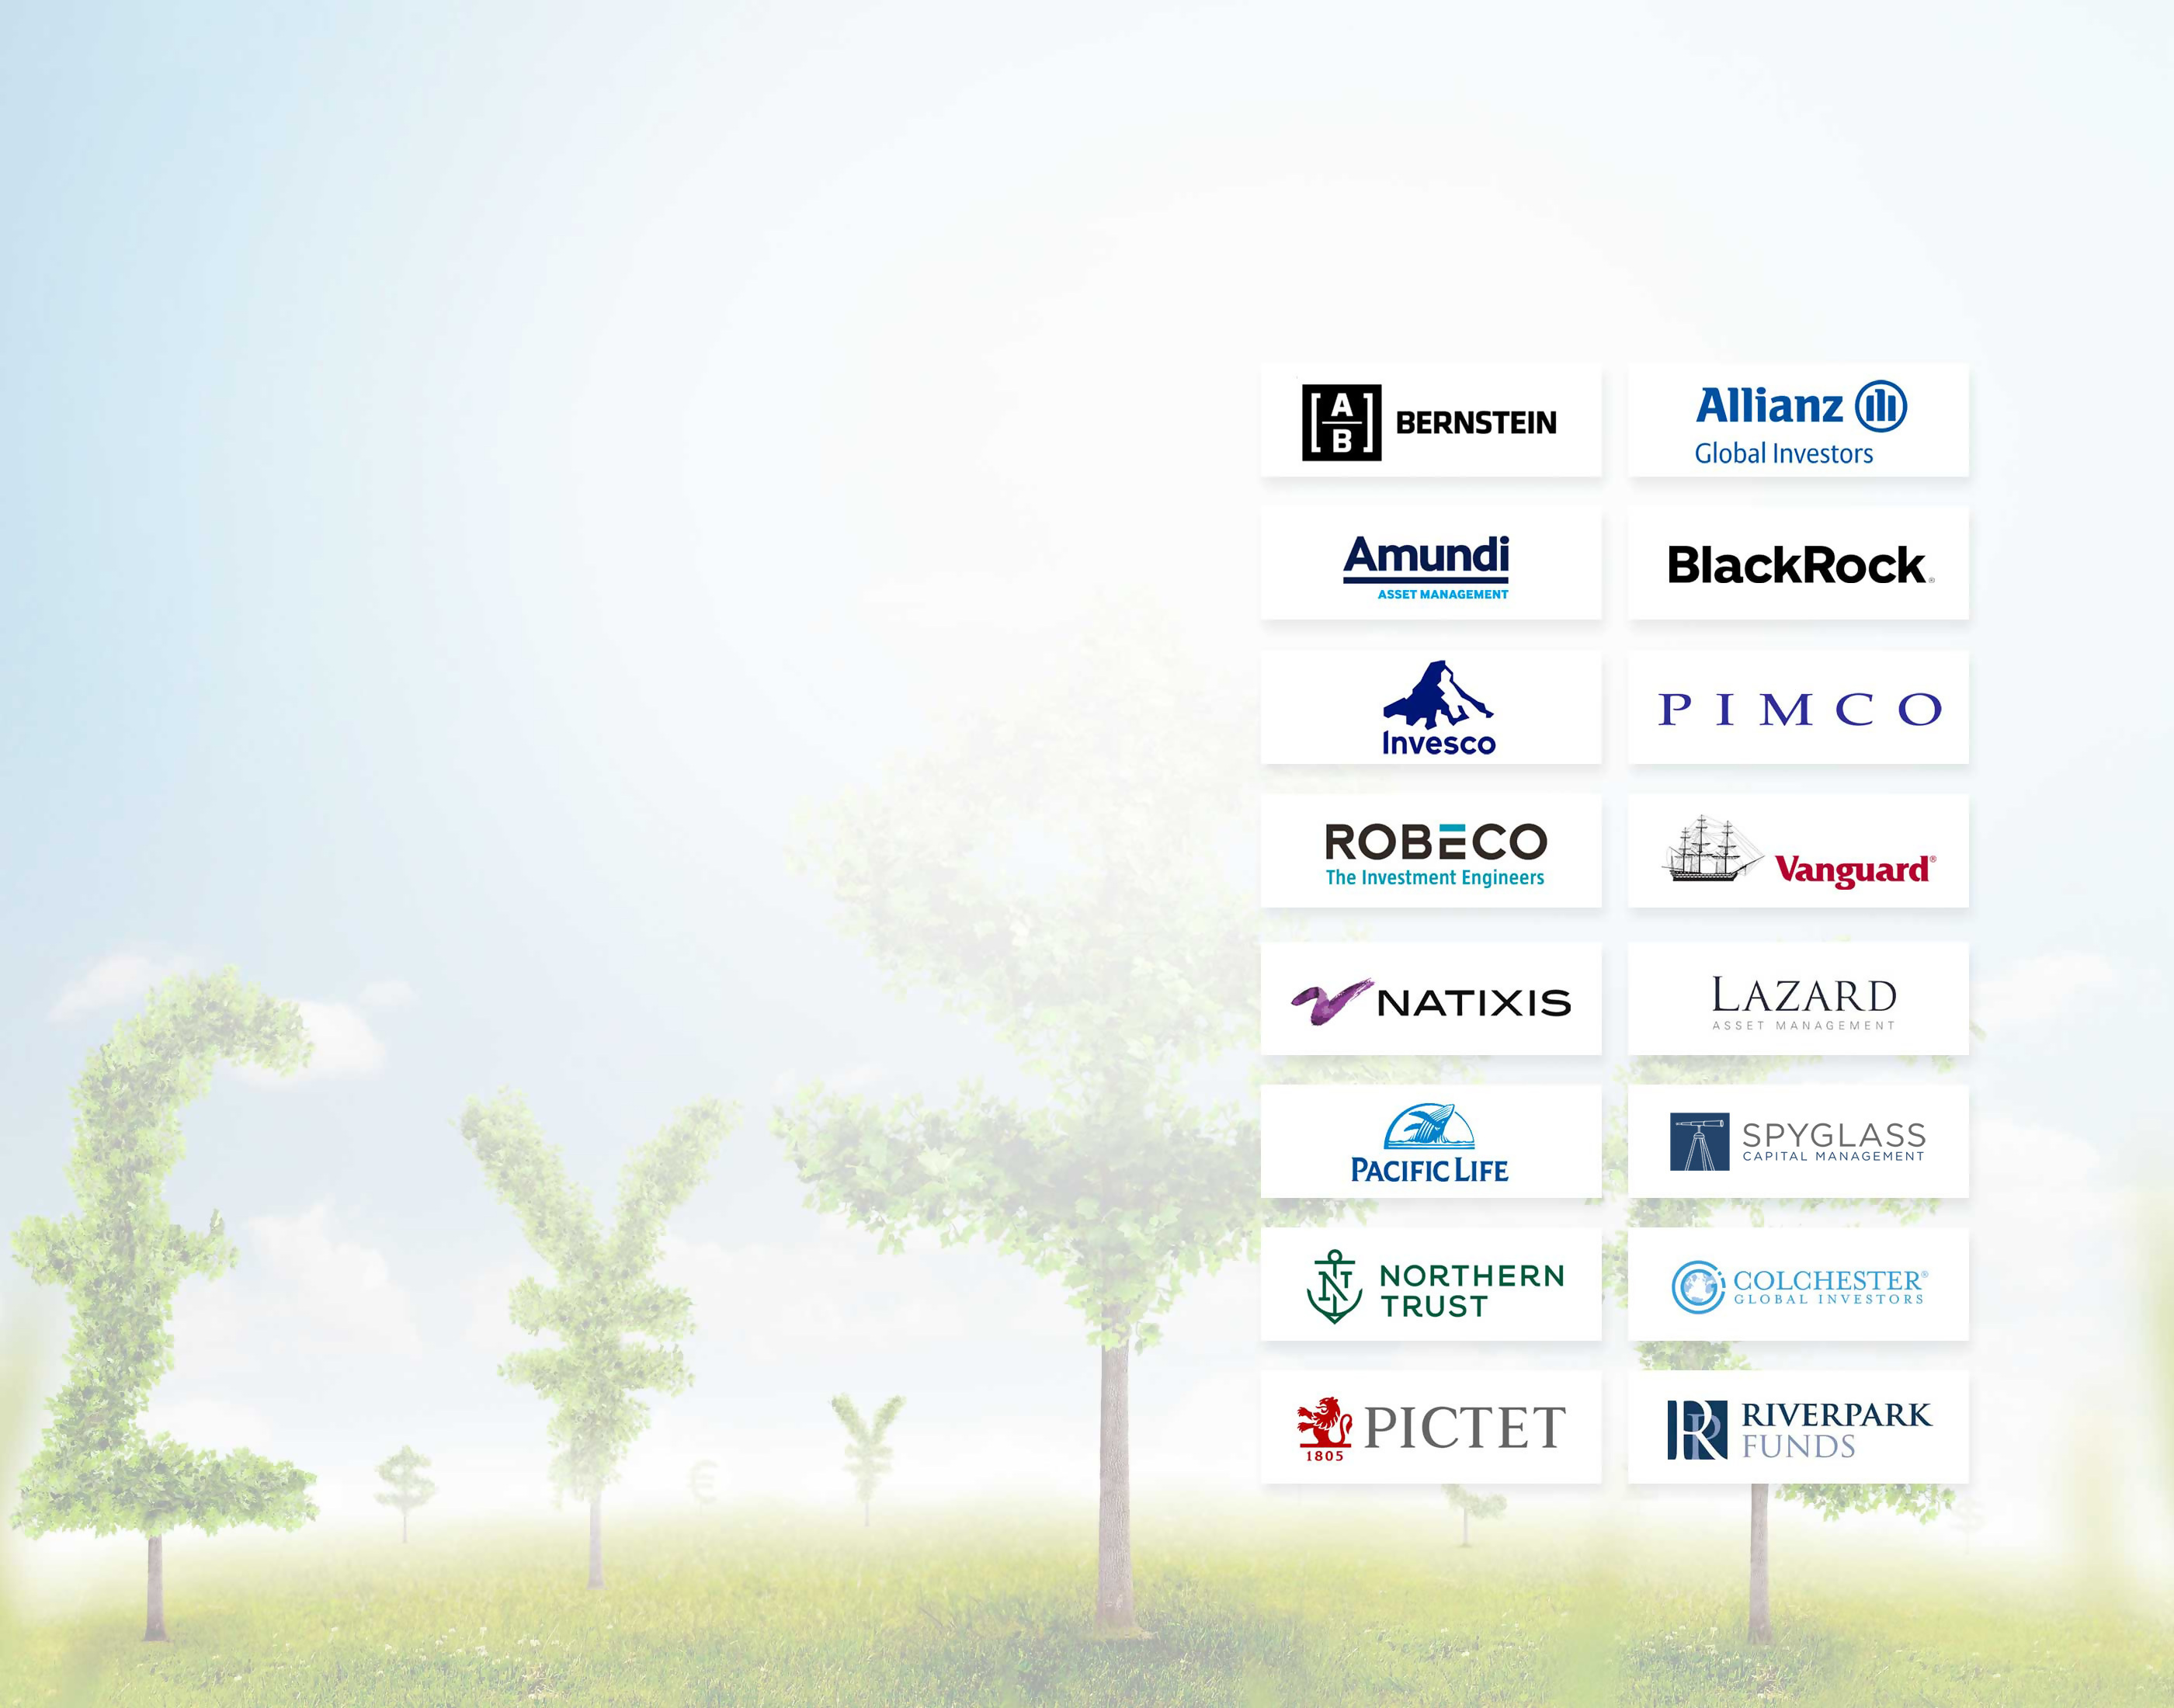 A
B
BERNSTEIN
Allianz
Global Investors
Amundi
ASSET MANAGEMENT
BlackRock®
Invesco
PIMCO
ROBECO
The Investment Engineers
Vanguard®
NATIXIS
LAZARD
ASSET MANAGEMENT
PACIFIC LIFE
SPYGLASS
CAPITAL MANAGEMENT
N
NORTHERN
TRUST
COLCHESTER®
GLOBAL INVESTORS
1805
PICTET
RP
RIVERPARK
FUNDS